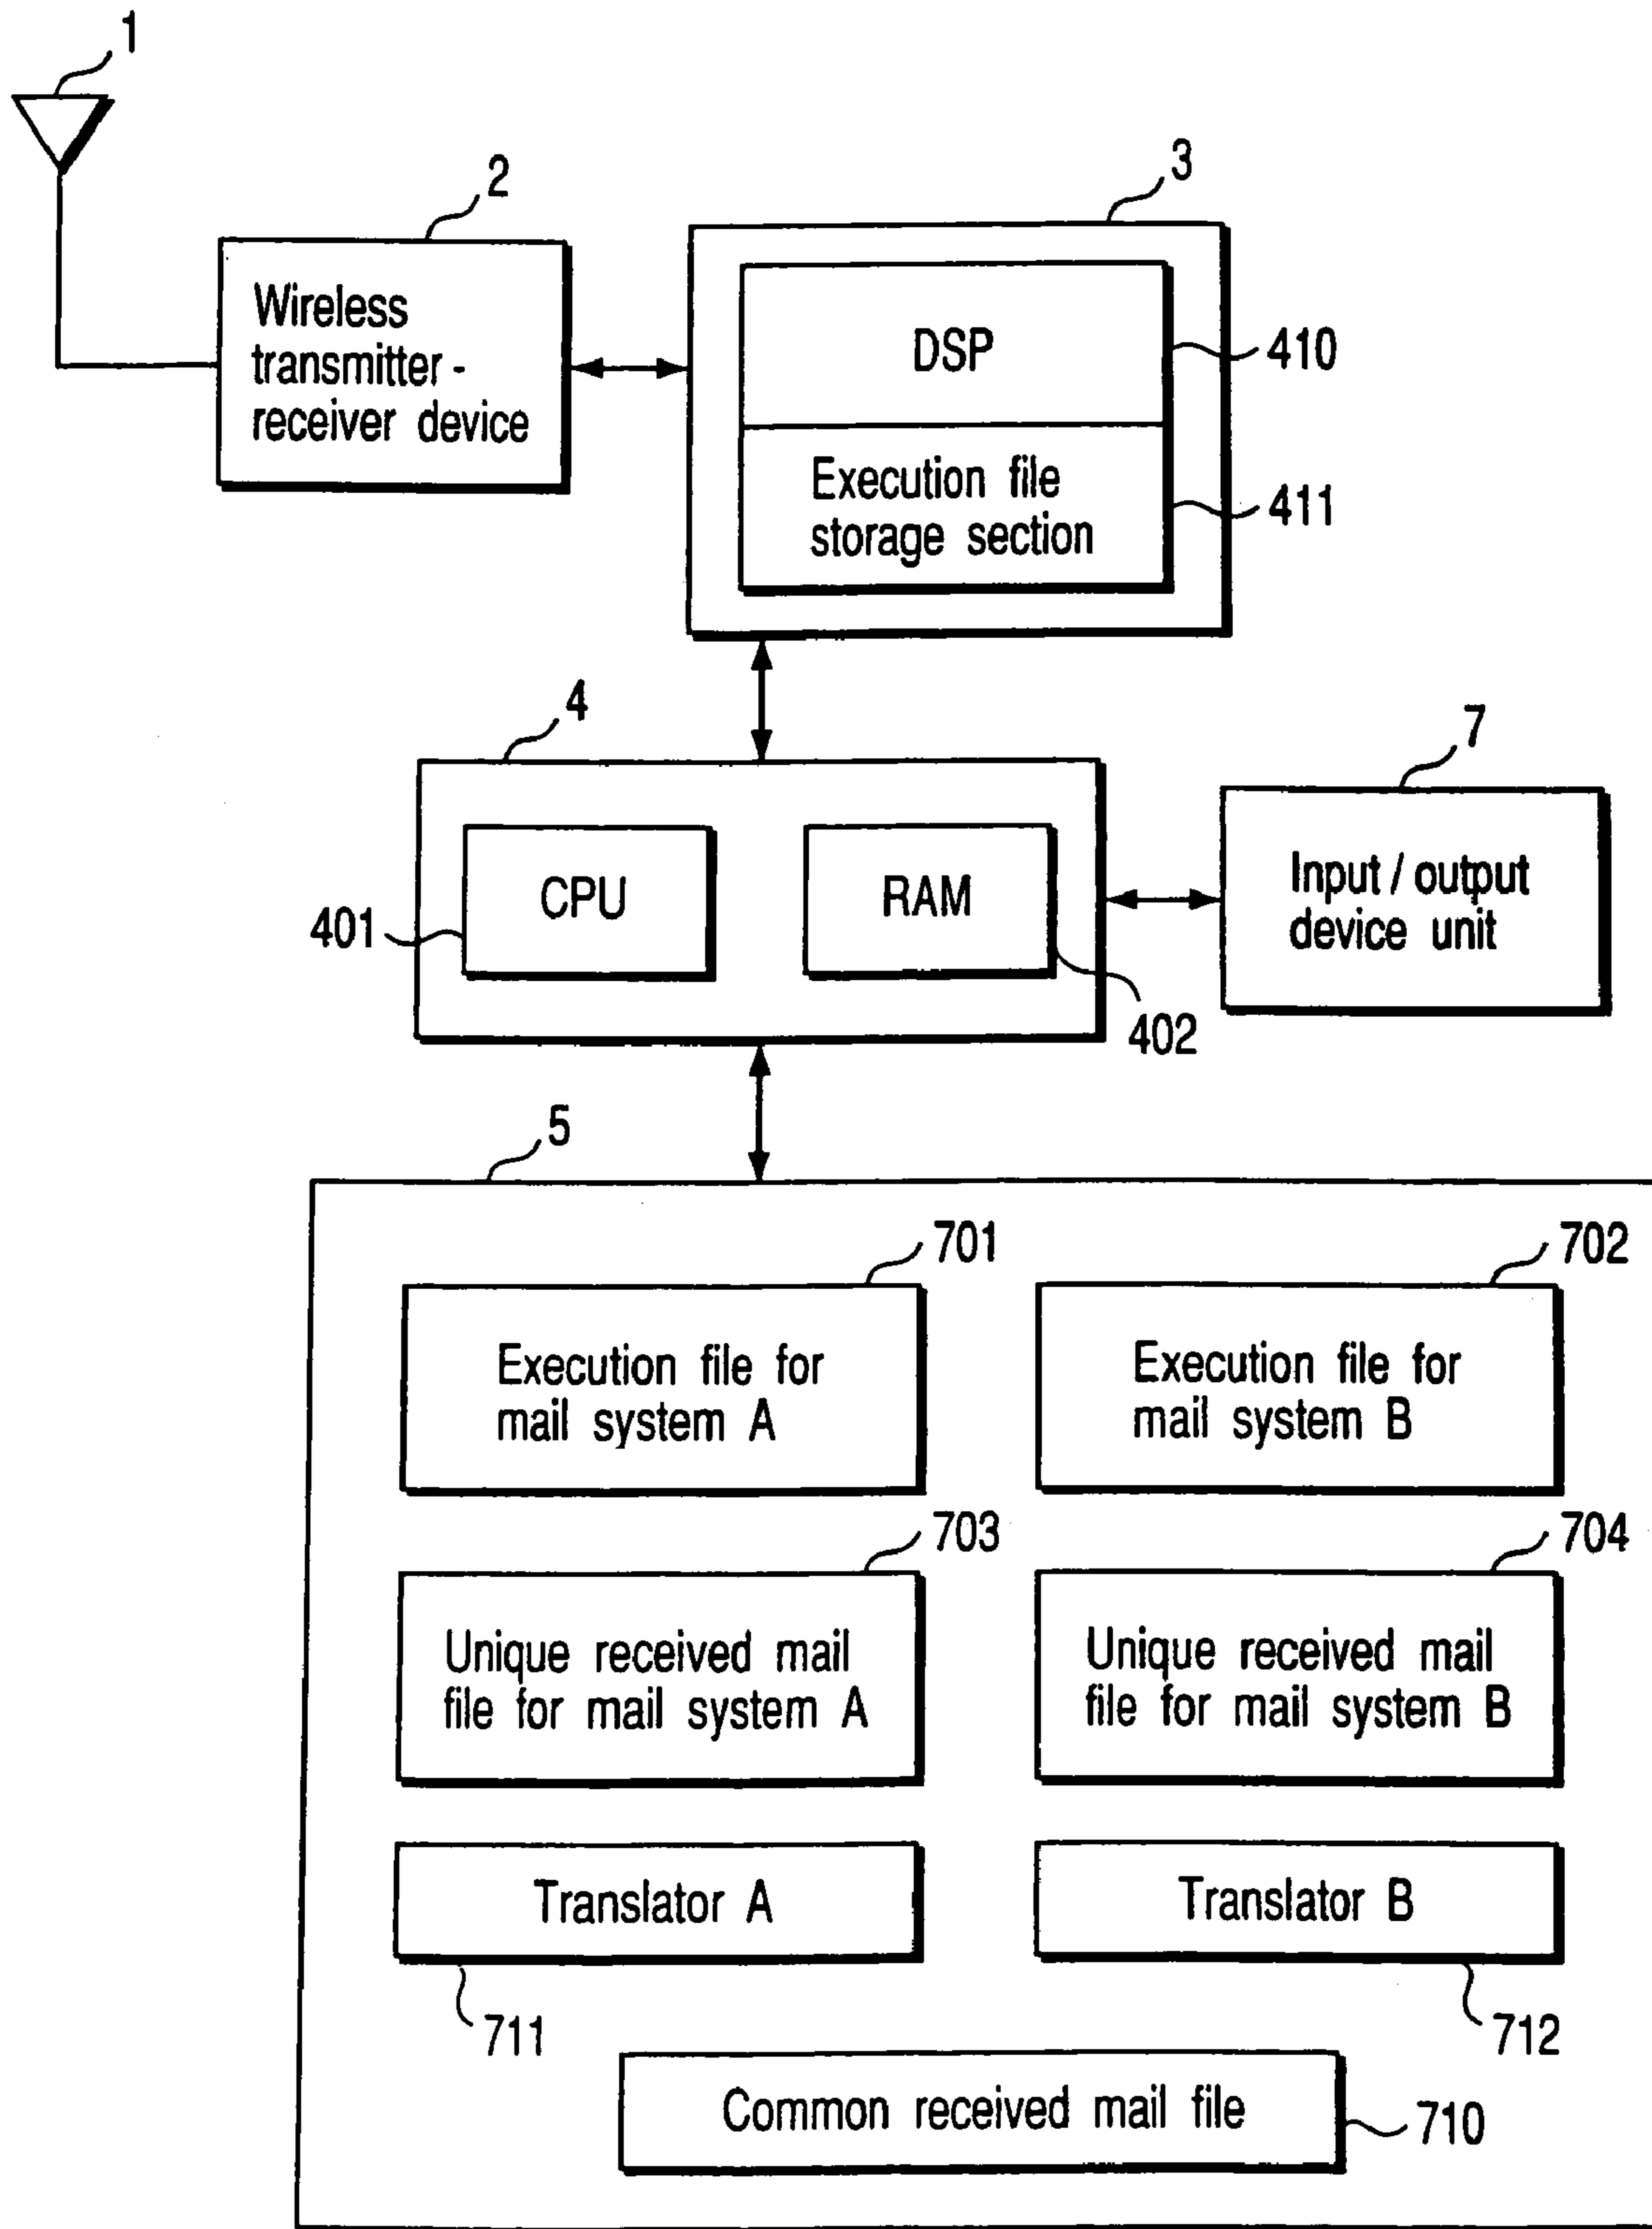 1
2
3
Wireless
transmitter-
receiver device
DSP
410
Execution file
storage section
411
4
7
CPU
RAM
401
402
Input / output
device unit
5
701
702
Execution file for
mail system A
Execution file for
mail system B
703
704
Unique received mail
file for mail system A
Unique received mail
file for mail system B
Translator A
Translator B
711
712
Common received mail file
710